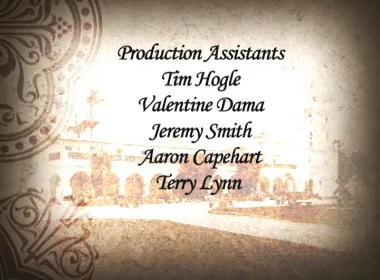 Production Assistants
Tim Hogle
Valentine Dama
Jeremy Smith
Aaron Capehart
Terry Lynn